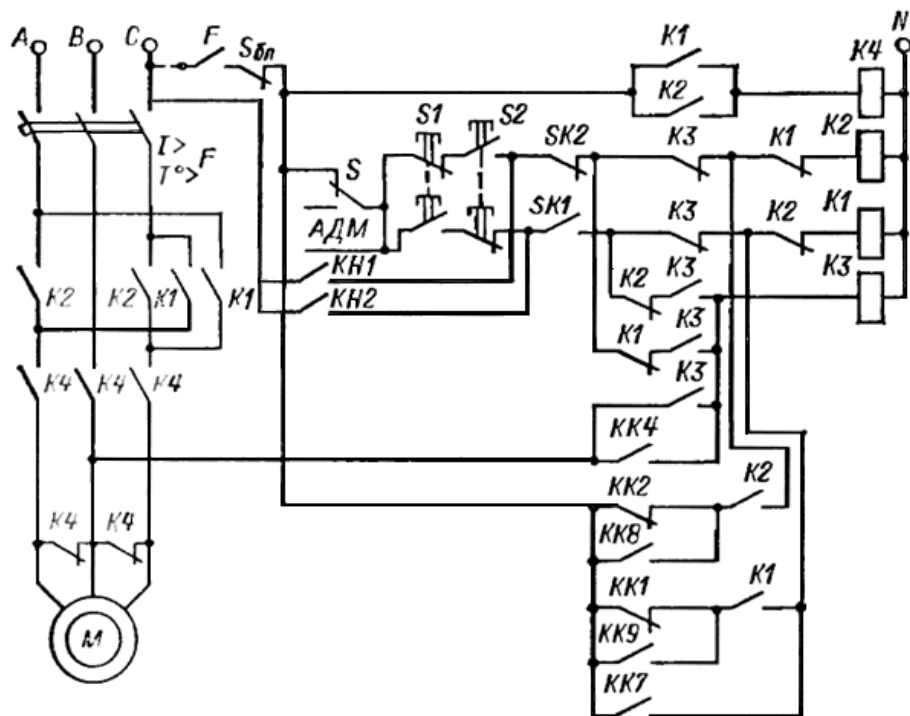 A B C F Sбп K1 K4 N
K2 K2
I> F S1 S2 SK2 K3 K1
T°>
S
АДМ SK1 K3 K2 K1
KH1 K2 K3 K3
K2 K2 K1 K1 KH2
K1 K3
K4 K4 K4 K3
KK4
KK2 K2
K4 K4 KK8
KK1 K1
M KK9
KK7